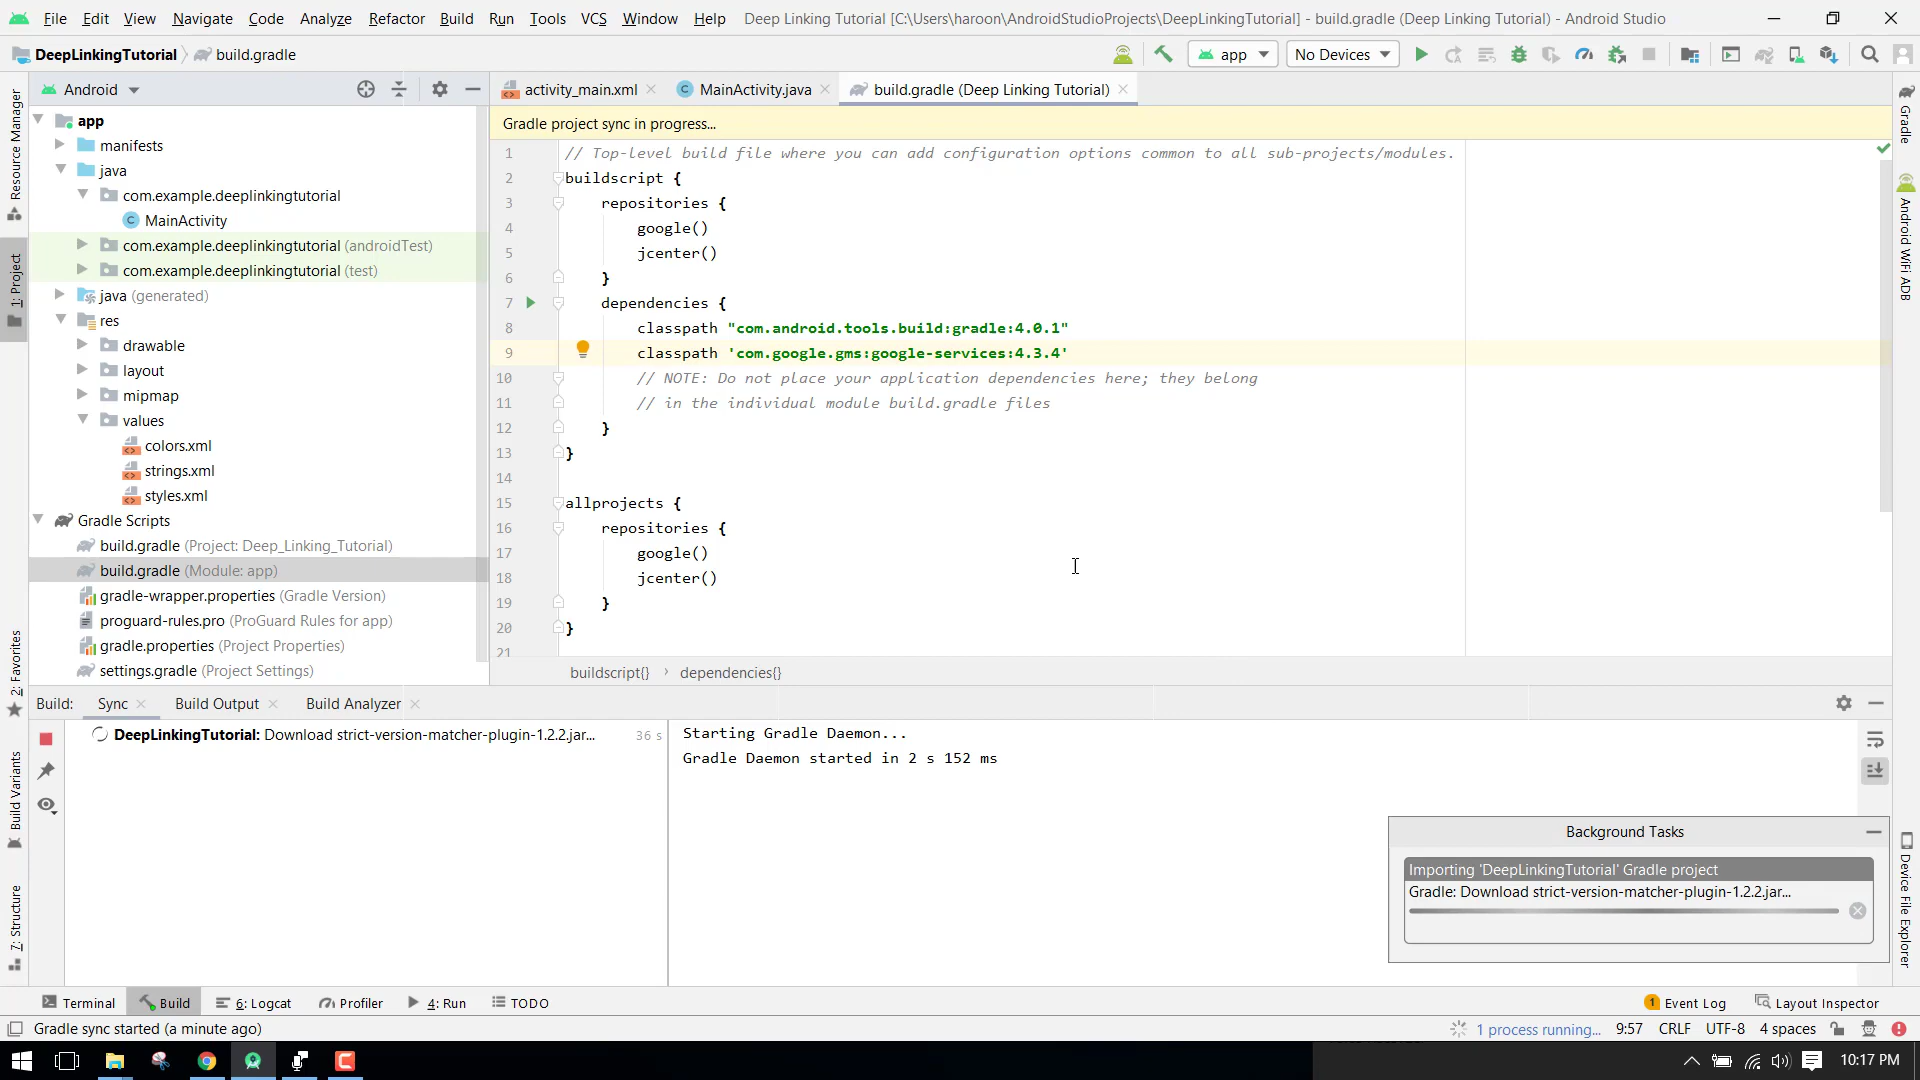 File Edit View Navigate Code Analyze Refactor Build Run Tools VCS Window Help Deep Linking Tutorial [C:\Users\haroon\AndroidStudioProjects\DeepLinkingTutorial] - build.gradle (Deep Linking Tutorial) - Android Studio
DeepLinkingTutorial build.gradle app No Devices
Android
activity_main.xml MainActivity.java build.gradle (Deep Linking Tutorial)
Gradle project sync in progress...
app
manifests
java
com.example.deeplinkingtutorial
MainActivity
com.example.deeplinkingtutorial (androidTest)
com.example.deeplinkingtutorial (test)
java (generated)
res
drawable
layout
mipmap
values
colors.xml
strings.xml
styles.xml
Gradle Scripts
build.gradle (Project: Deep_Linking_Tutorial)
build.gradle (Module: app)
gradle-wrapper.properties (Gradle Version)
proguard-rules.pro (ProGuard Rules for app)
gradle.properties (Project Properties)
settings.gradle (Project Settings)
1 // Top-level build file where you can add configuration options common to all sub-projects/modules.
2 buildscript {
3 repositories {
4 google()
5 jcenter()
6 }
7 dependencies {
8 classpath "com.android.tools.build:gradle:4.0.1"
9 classpath 'com.google.gms:google-services:4.3.4'
10 // NOTE: Do not place your application dependencies here; they belong
11 // in the individual module build.gradle files
12 }
13 }
14
15 allprojects {
16 repositories {
17 google()
18 jcenter()
19 }
20 }
21
buildscript{} › dependencies{}
Resource Manager
1: Project
2: Favorites
Build Variants
7: Structure
Gradle
Android WiFi ADB
Device File Explorer
Build: Sync Build Output Build Analyzer
DeepLinkingTutorial: Download strict-version-matcher-plugin-1.2.2.jar... 36 s
Starting Gradle Daemon...
Gradle Daemon started in 2 s 152 ms
Background Tasks
Importing 'DeepLinkingTutorial' Gradle project
Gradle: Download strict-version-matcher-plugin-1.2.2.jar...
Terminal Build 6: Logcat Profiler 4: Run TODO 1 Event Log Layout Inspector
Gradle sync started (a minute ago) 1 process running... 9:57 CRLF UTF-8 4 spaces
10:17 PM